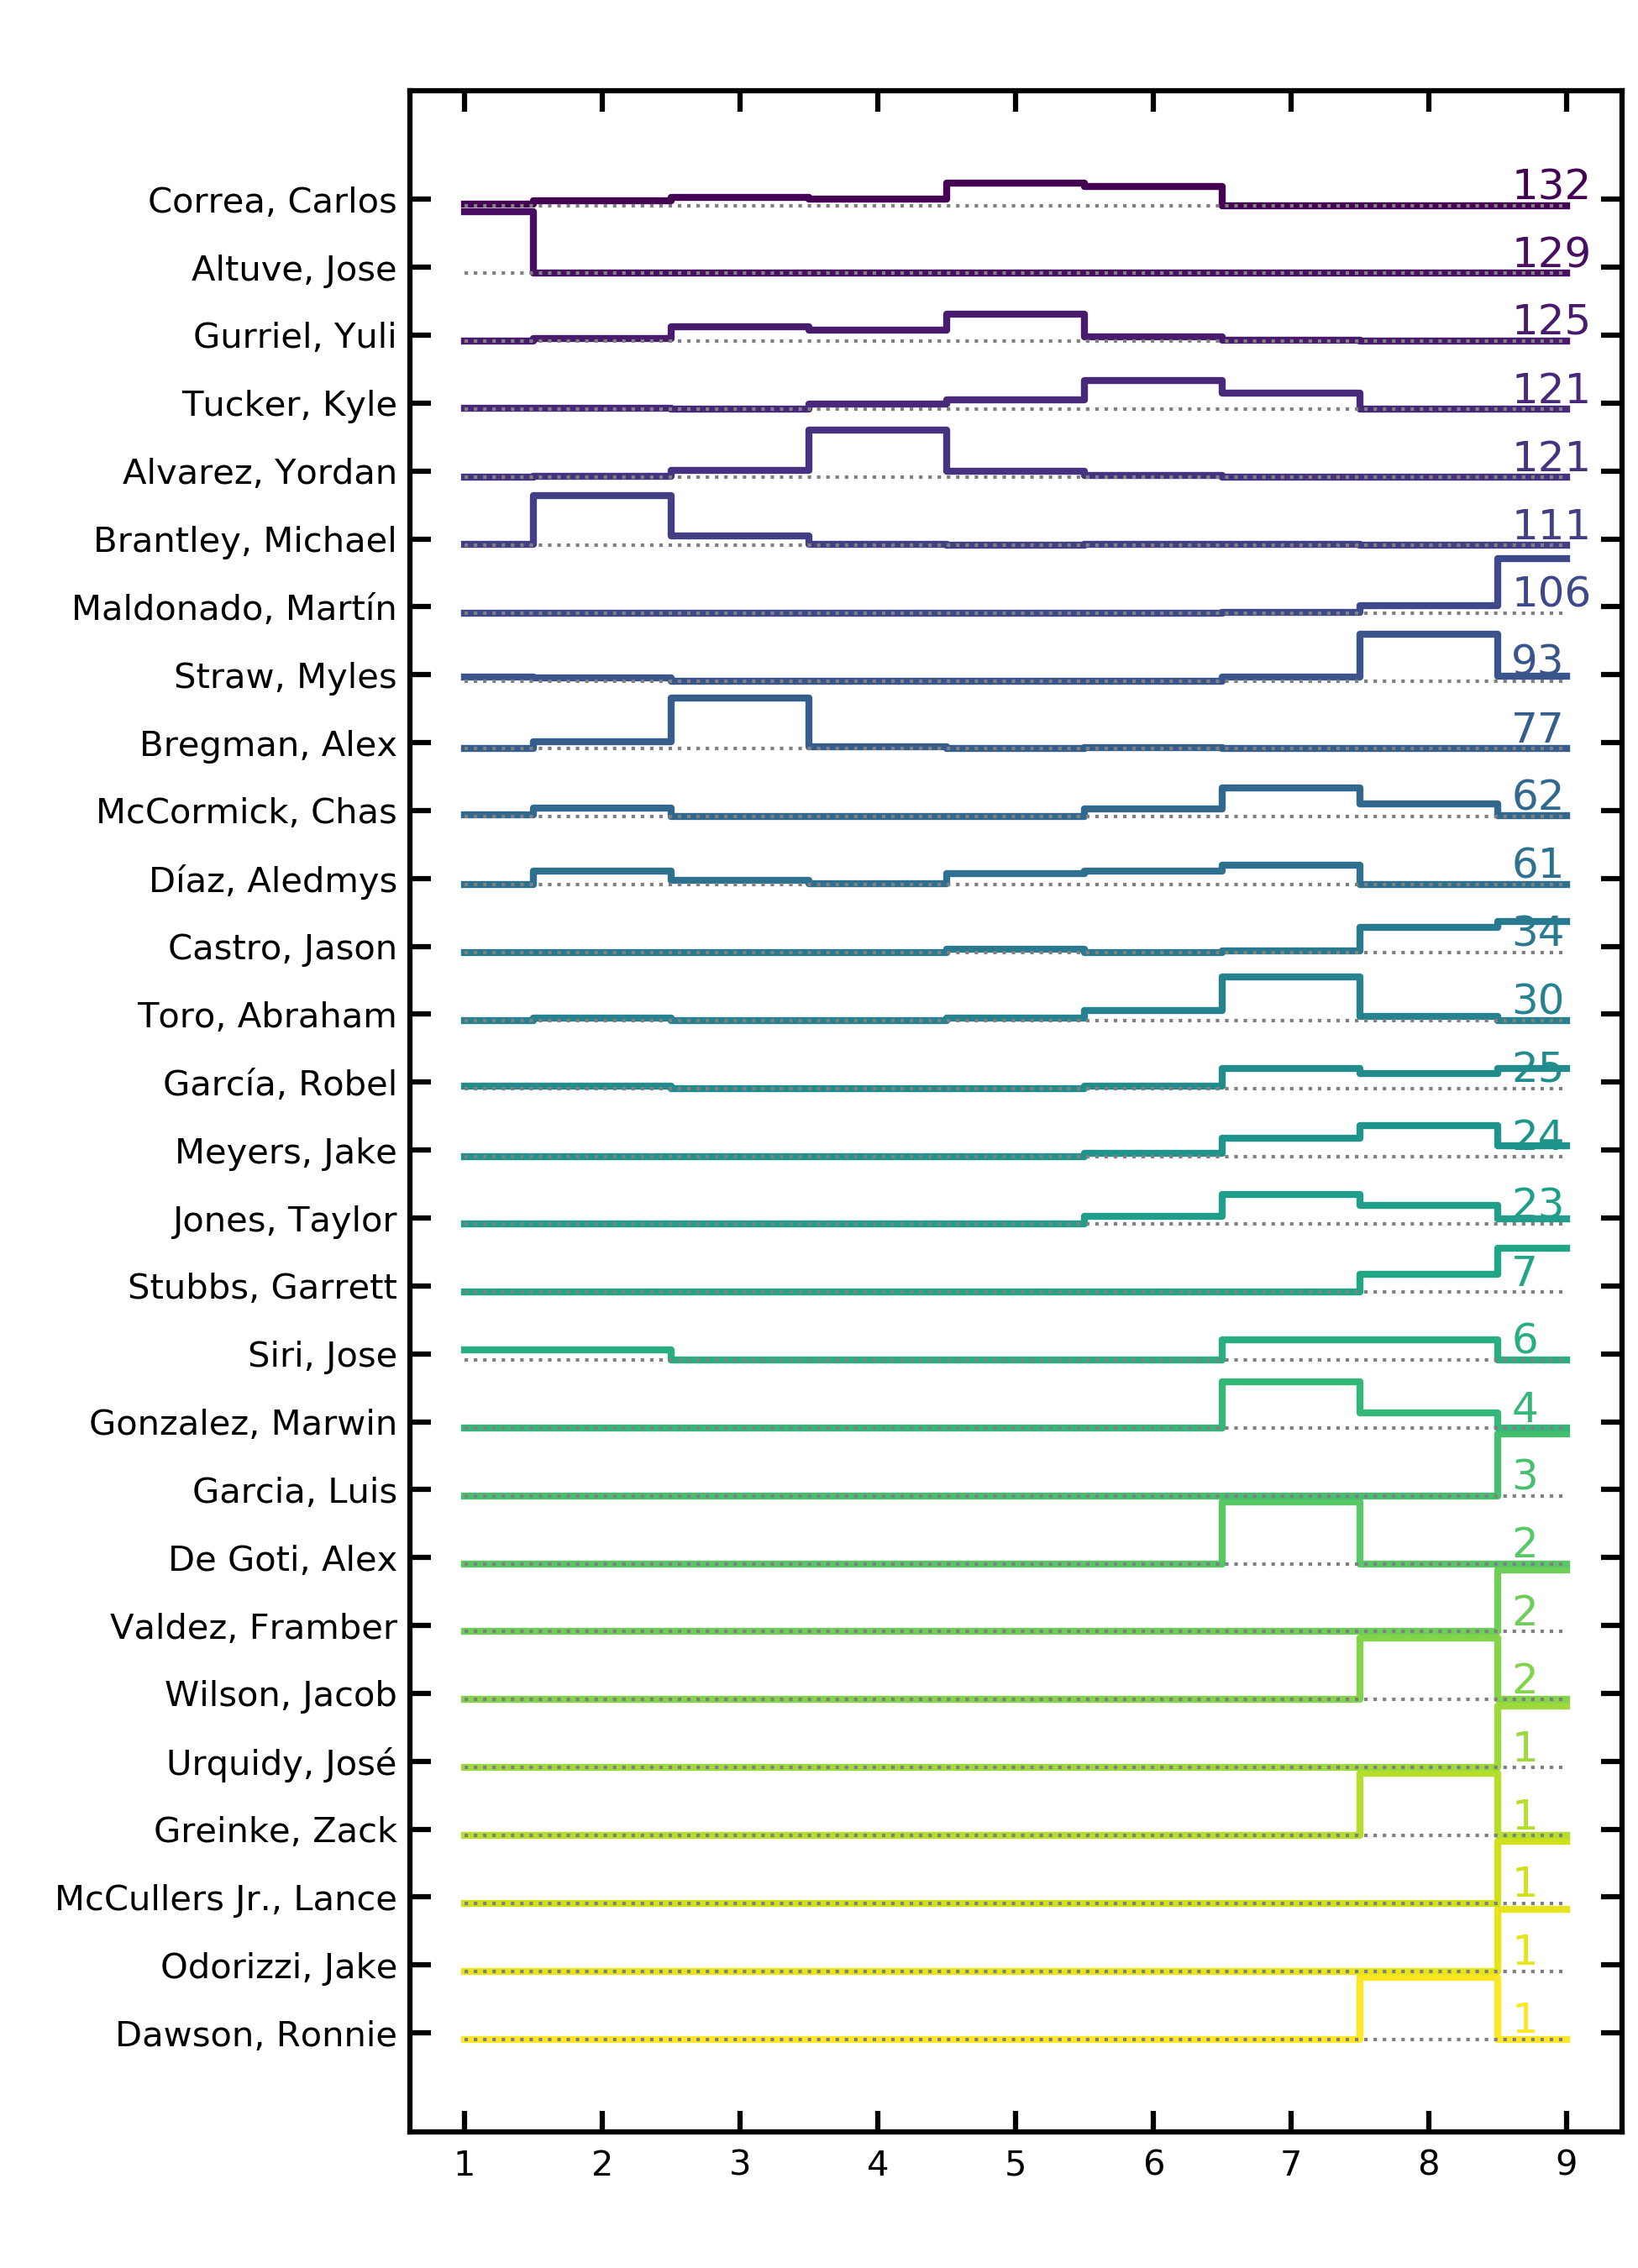 Correa, Carlos 132
Altuve, Jose 129
Gurriel, Yuli 125
Tucker, Kyle 121
Alvarez, Yordan 121
Brantley, Michael 111
Maldonado, Martín 106
Straw, Myles 93
Bregman, Alex 77
McCormick, Chas 62
Díaz, Aledmys 61
Castro, Jason 34
Toro, Abraham 30
García, Robel 25
Meyers, Jake 24
Jones, Taylor 23
Stubbs, Garrett 7
Siri, Jose 6
Gonzalez, Marwin 4
Garcia, Luis 3
De Goti, Alex 2
Valdez, Framber 2
Wilson, Jacob 2
Urquidy, José 1
Greinke, Zack 1
McCullers Jr., Lance 1
Odorizzi, Jake 1
Dawson, Ronnie 1
1 2 3 4 5 6 7 8 9